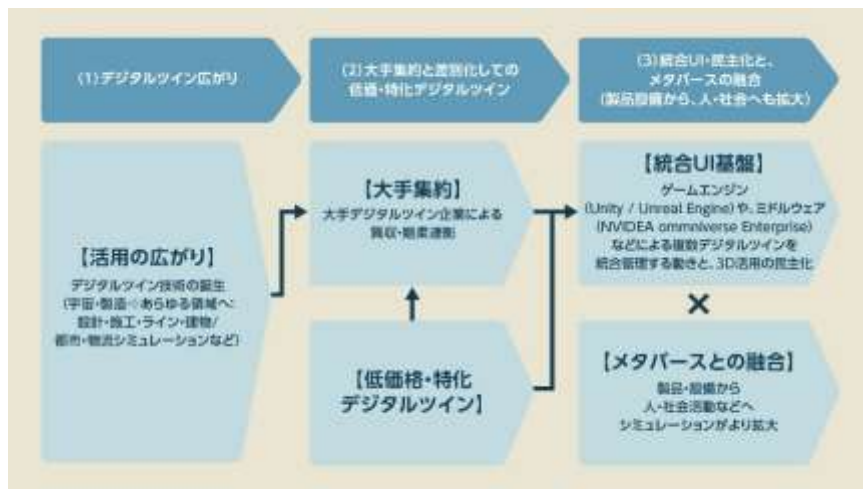 (1)デジタルツイン広がり
(2)大手集約と差別化しての
低価・特化デジタルツイン
(3)統合UI・民主化と、
メタバースの融合
(製品設備から、人・社会へも拡大)
【活用の広がり】
デジタルツイン技術の誕生
(宇宙・製造⇨あらゆる領域へ:
設計・施工・ライン・建物/
都市・物流シミュレーションなど)
【大手集約】
大手デジタルツイン企業による
買収・
【低価格・特化
デジタルツイン】
【統合UI基盤】
ゲームエンジン
(Unity / Unreal Engine)や、ミドルウェア
(NVIDEA ommniverse Enterprise)
などによる複数デジタルツインを
統合管理する動きと、3D活用の民主化
×
【メタバースとの融合】
製品・設備から
人・社会活動などへ
シミュレーションがより拡大